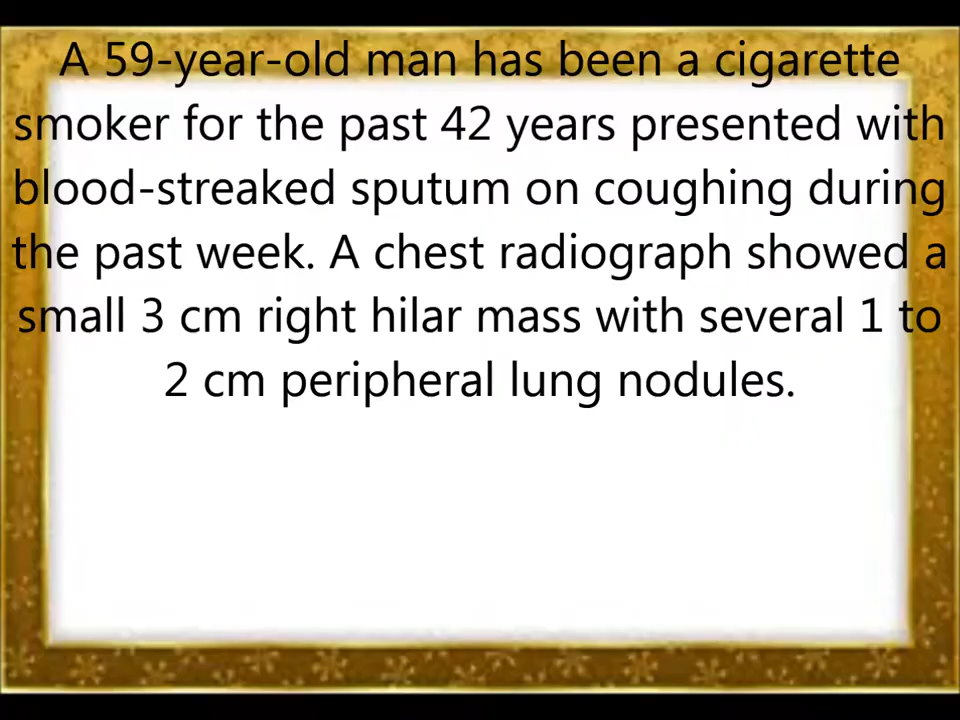 A 59-year-old man has been a cigarette
smoker for the past 42 years presented with
blood-streaked sputum on coughing during
the past week. A chest radiograph showed a
small 3 cm right hilar mass with several 1 to
2 cm peripheral lung nodules.